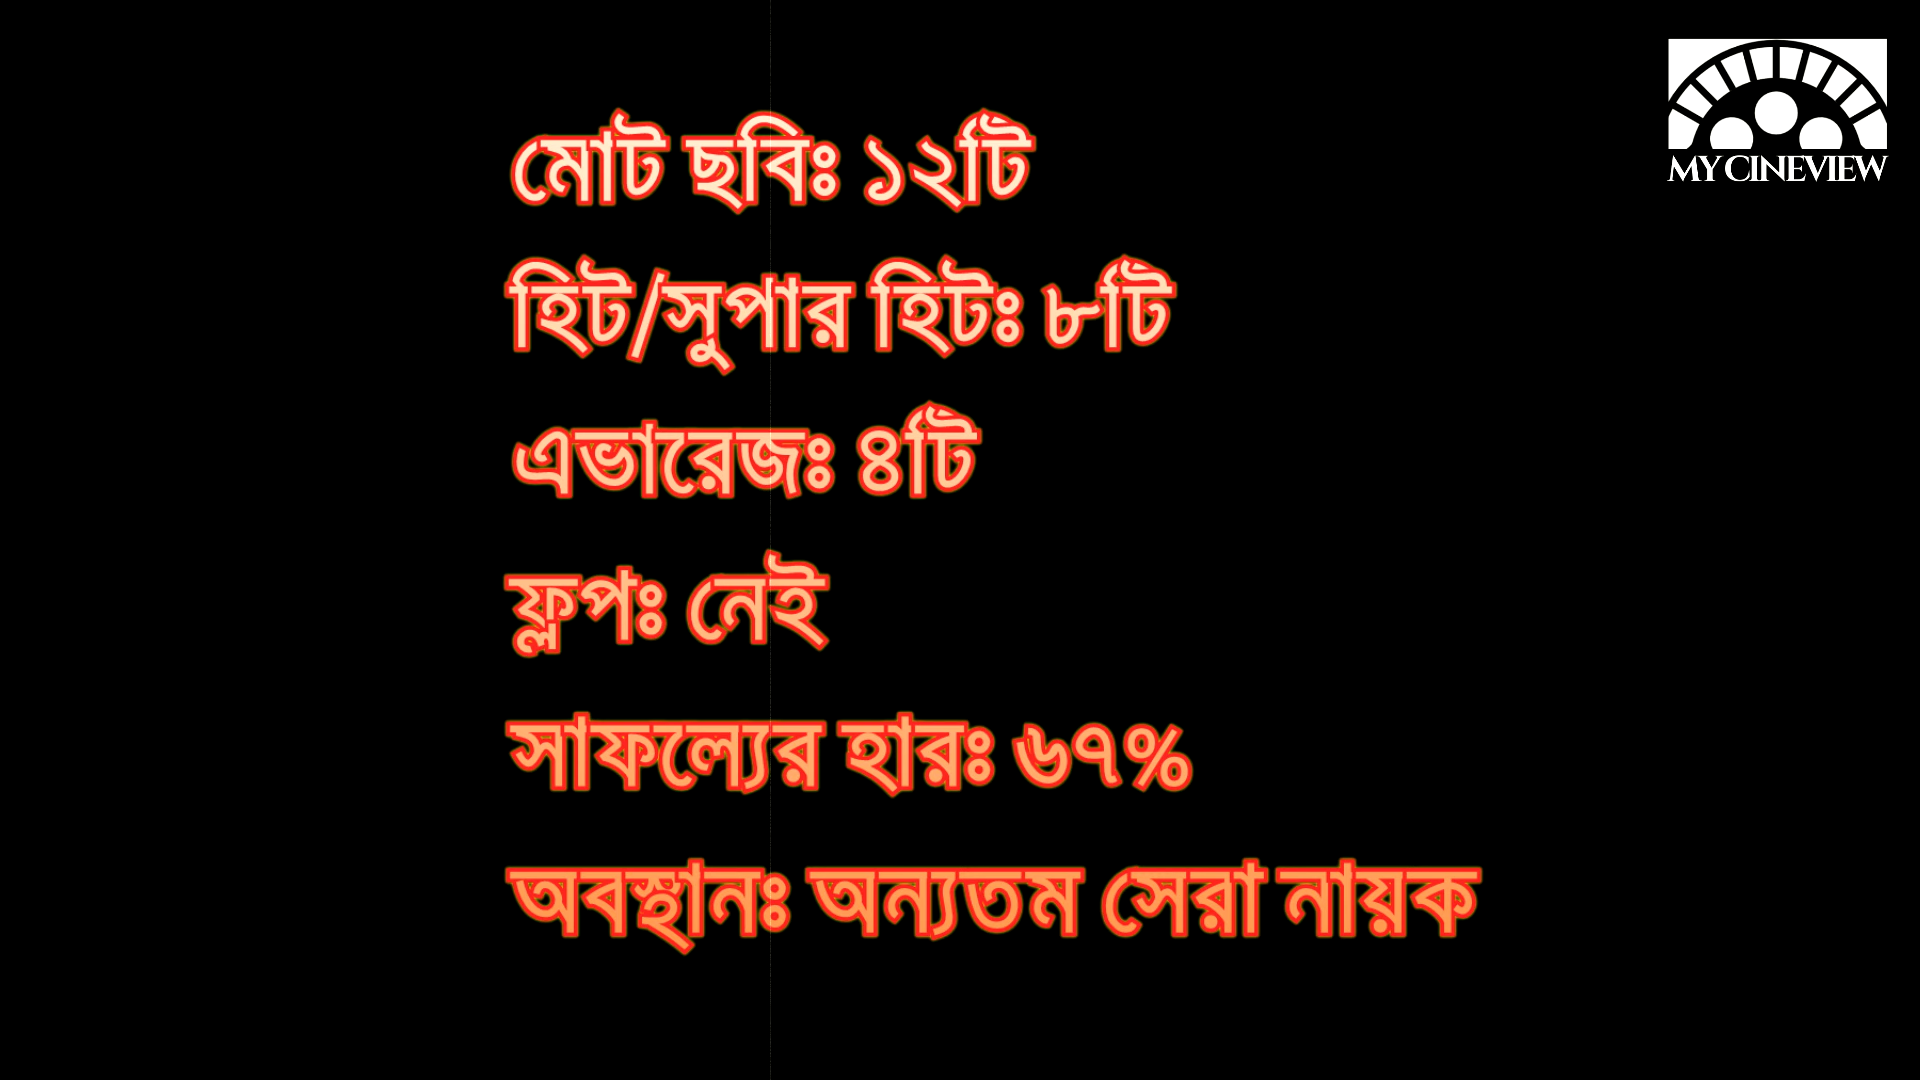 মোট ছবিঃ ১২টি
MY CINEVIEW
হিট/সুপার হিটঃ ৮টি
এভারেজঃ ৪টি
ফ্লপঃ নেই
সাফল্যের হারঃ ৬৭%
অবস্থানঃ অন্যতম সেরা নায়ক